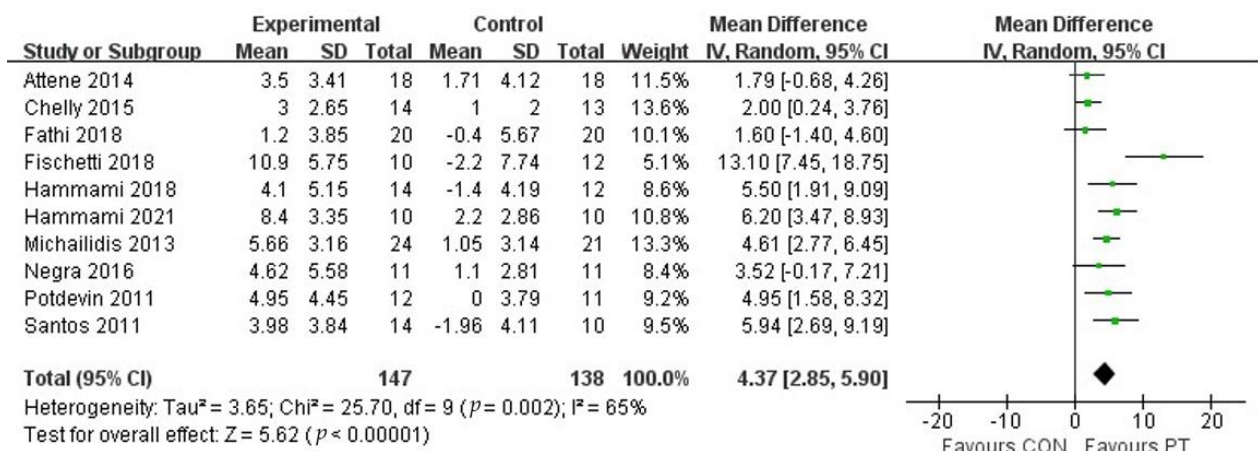 Experimental Control Mean Difference Mean Difference
Study or Subgroup Mean SD Total Mean SD Total Weight IV, Random, 95% CI IV, Random, 95% CI
Attene 2014 3.5 3.41 18 1.71 4.12 18 11.5% 1.79 [-0.68, 4.26]
Chelly 2015 3 2.65 14 1 2 13 13.6% 2.00 [0.24, 3.76]
Fathi 2018 1.2 3.85 20 -0.4 5.67 20 10.1% 1.60 [-1.40, 4.60]
Fischetti 2018 10.9 5.75 10 -2.2 7.74 12 5.1% 13.10 [7.45, 18.75]
Hammami 2018 4.1 5.15 14 -1.4 4.19 12 8.6% 5.50 [1.91, 9.09]
Hammami 2021 8.4 3.35 10 2.2 2.86 10 10.8% 6.20 [3.47, 8.93]
Michailidis 2013 5.66 3.16 24 1.05 3.14 21 13.3% 4.61 [2.77, 6.45]
Negra 2016 4.62 5.58 11 1.1 2.81 11 8.4% 3.52 [-0.17, 7.21]
Potdevin 2011 4.95 4.45 12 0 3.79 11 9.2% 4.95 [1.58, 8.32]
Santos 2011 3.98 3.84 14 -1.96 4.11 10 9.5% 5.94 [2.69, 9.19]
Total (95% CI) 147 138 100.0% 4.37 [2.85, 5.90]
Heterogeneity: Tau² = 3.65; Chi² = 25.70, df = 9 (p = 0.002); I² = 65%
Test for overall effect: Z = 5.62 (p < 0.00001)
-20 -10 0 10 20
Favours CON Favours PT